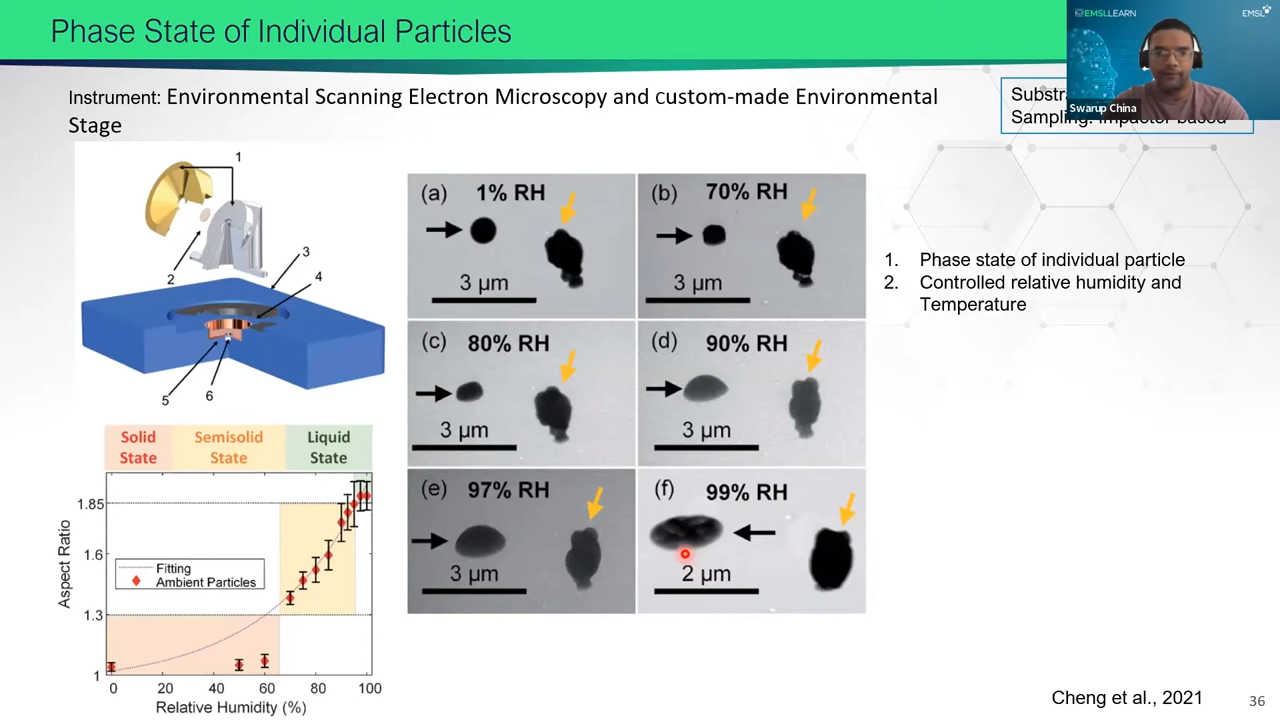 Phase State of Individual Particles
EMSLLEARN
EMSL
Swarup China
Instrument: Environmental Scanning Electron Microscopy and custom-made Environmental
Stage
Substr
Sampling: Impactor based
1
2
3
4
5
6
(a) 1% RH
3 μm
(b) 70% RH
3 μm
(c) 80% RH
3 μm
(d) 90% RH
3 μm
(e) 97% RH
3 μm
(f) 99% RH
2 μm
1. Phase state of individual particle
2. Controlled relative humidity and
Temperature
Solid
State
Semisolid
State
Liquid
State
Aspect Ratio
1.85
1.6
1.3
1
Fitting
Ambient Particles
0 20 40 60 80 100
Relative Humidity (%)
Cheng et al., 2021
36